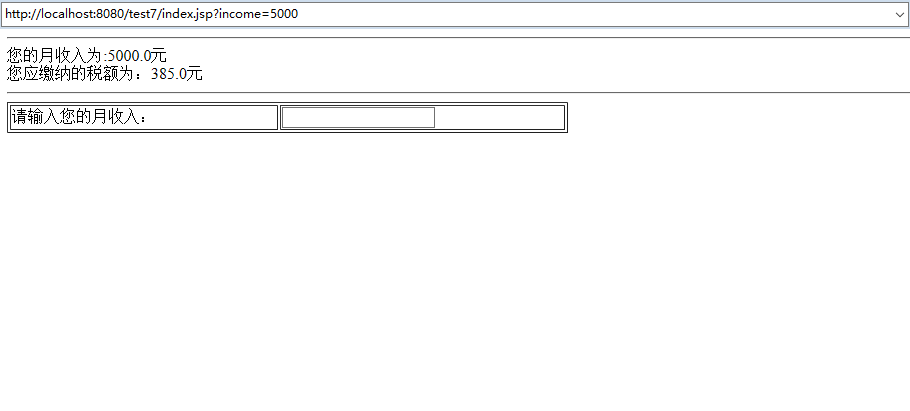 http://localhost:8080/test7/index.jsp?income=5000
您的月收入为:5000.0元
您应缴纳的税额为：385.0元
请输入您的月收入：